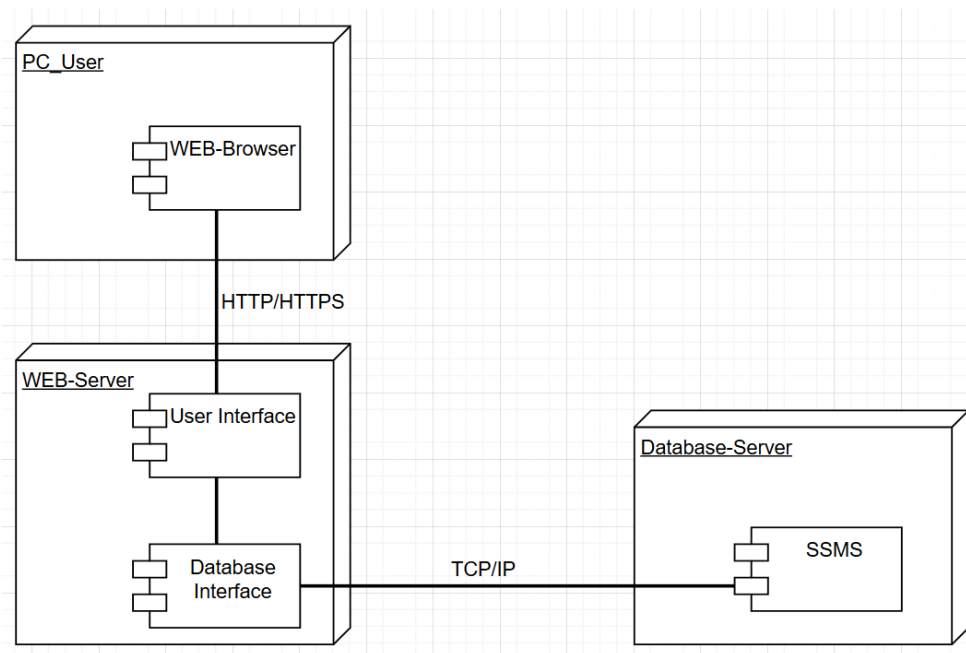 PC_User
WEB-Browser
HTTP/HTTPS
WEB-Server
User Interface
Database
Interface
TCP/IP
Database-Server
SSMS